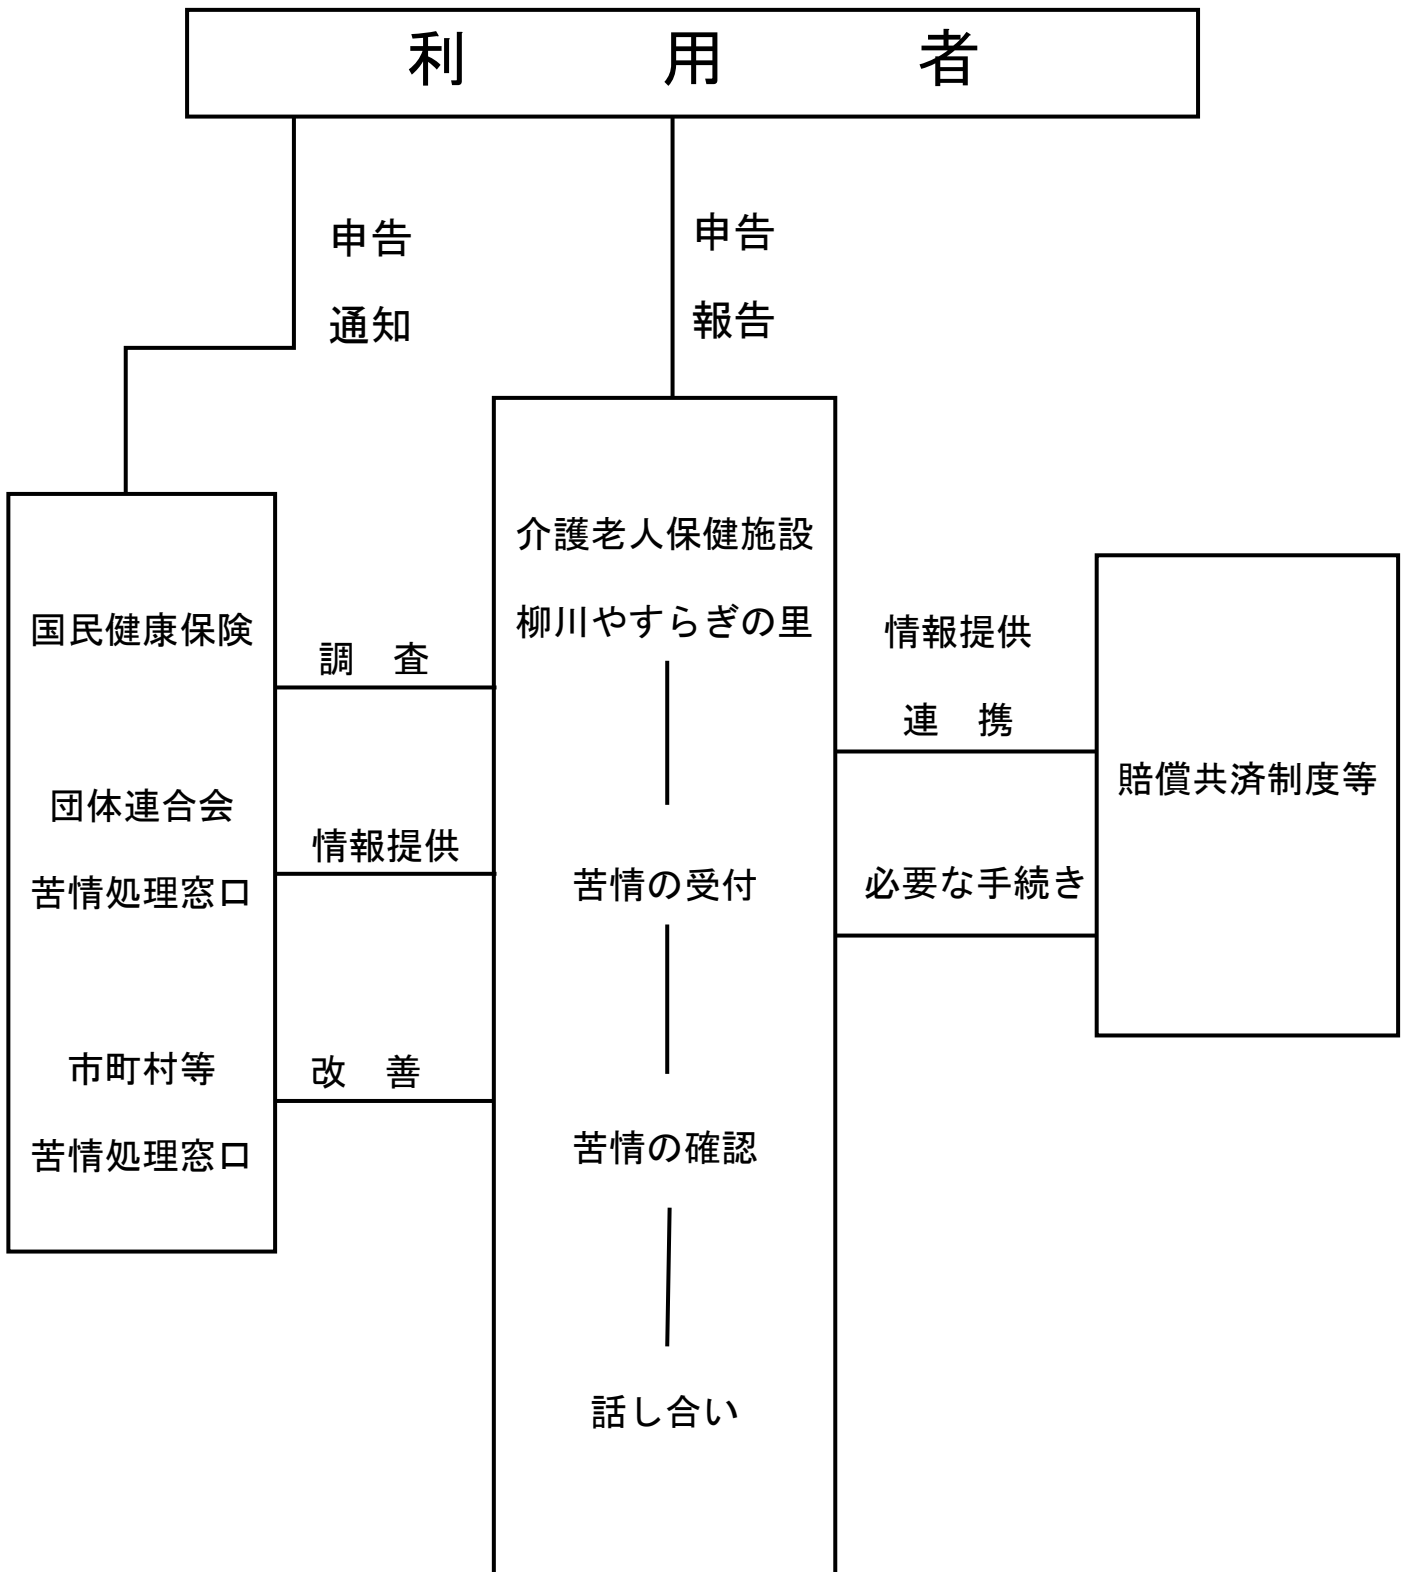 利　用　者
申告
通知
申告
報告
国民健康保険
団体連合会
苦情処理窓口
市町村等
苦情処理窓口
調　査
情報提供
改　善
介護老人保健施設
柳川やすらぎの里
苦情の受付
苦情の確認
話し合い
情報提供
連　携
必要な手続き
賠償共済制度等